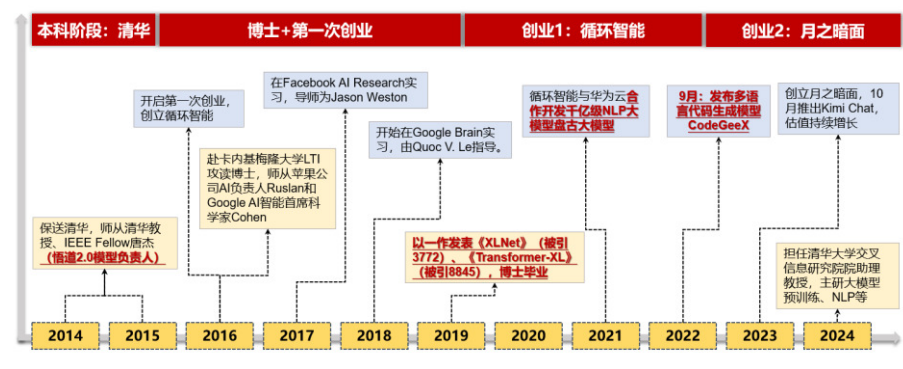 本科阶段：清华
博士+第一次创业
创业1：循环智能
创业2：月之暗面
开启第一次创业，
创立循环智能
在Facebook AI Research实
习，导师为Jason Weston
开始在Google Brain实
习，由Quoc V. Le指导。
循环智能与华为云合
作开发千亿级NLP大
模型盘古大模型
9月：发布多语
言代码生成模型
CodeGeeX
创立月之暗面，10
月推出Kimi Chat，
估值持续增长
赴卡内基梅隆大学LTI
攻读博士，师从苹果公
司AI负责人Ruslan和
Google AI智能首席科
学家Cohen
保送清华，师从清华教
授、IEEE Fellow唐杰
（悟道2.0模型负责人）
以一作发表《XLNet》（被引
3772）、《Transformer-XL》
（被引8845），博士毕业
担任清华大学交叉
信息研究院院助理
教授，主研大模型
预训练、NLP等
2014
2015
2016
2017
2018
2019
2020
2021
2022
2023
2024